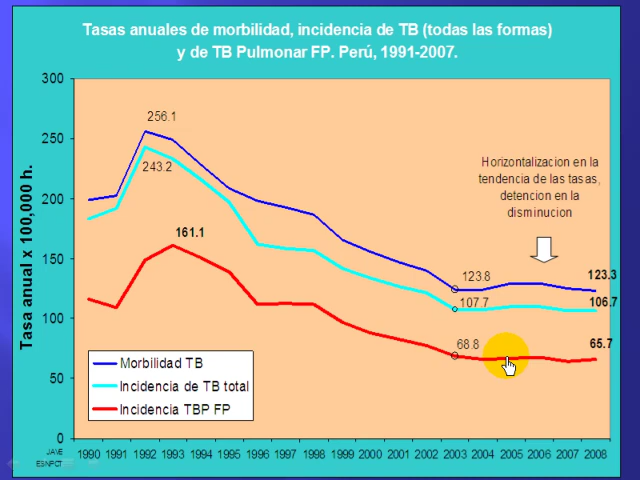 Tasas anuales de morbilidad, incidencia de TB (todas las formas)
y de TB Pulmonar FP. Perú, 1991-2007.
Tasa anual x 100,000 h.
300
250
200
150
100
50
0
256.1
243.2
161.1
Horizontalizacion en la
tendencia de las tasas,
detencion en la
disminucion
123.8
123.3
107.7
106.7
68.8
65.7
Morbilidad TB
Incidencia de TB total
Incidencia TBP FP
1990 1991 1992 1993 1994 1995 1996 1997 1998 1999 2000 2001 2002 2003 2004 2005 2006 2007 2008
JAVE
ESNPCT